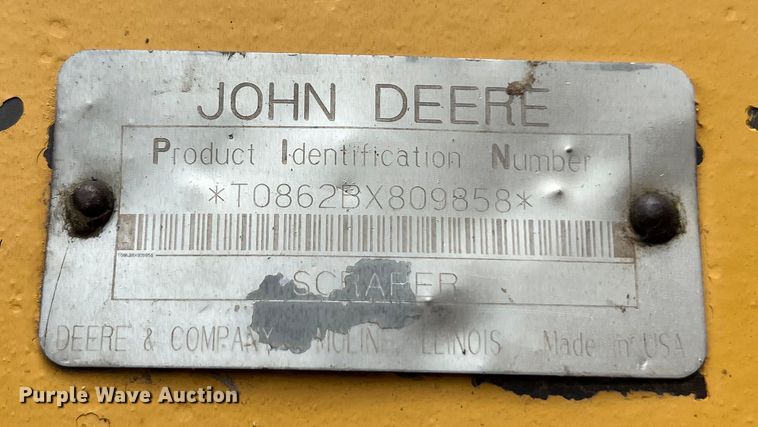 JOHN DEERE
Product Identification Number
*T0862BX809858*
SCRAPER
DEERE & COMPANY MOLINE ILLINOIS Made in USA
Purple Wave Auction